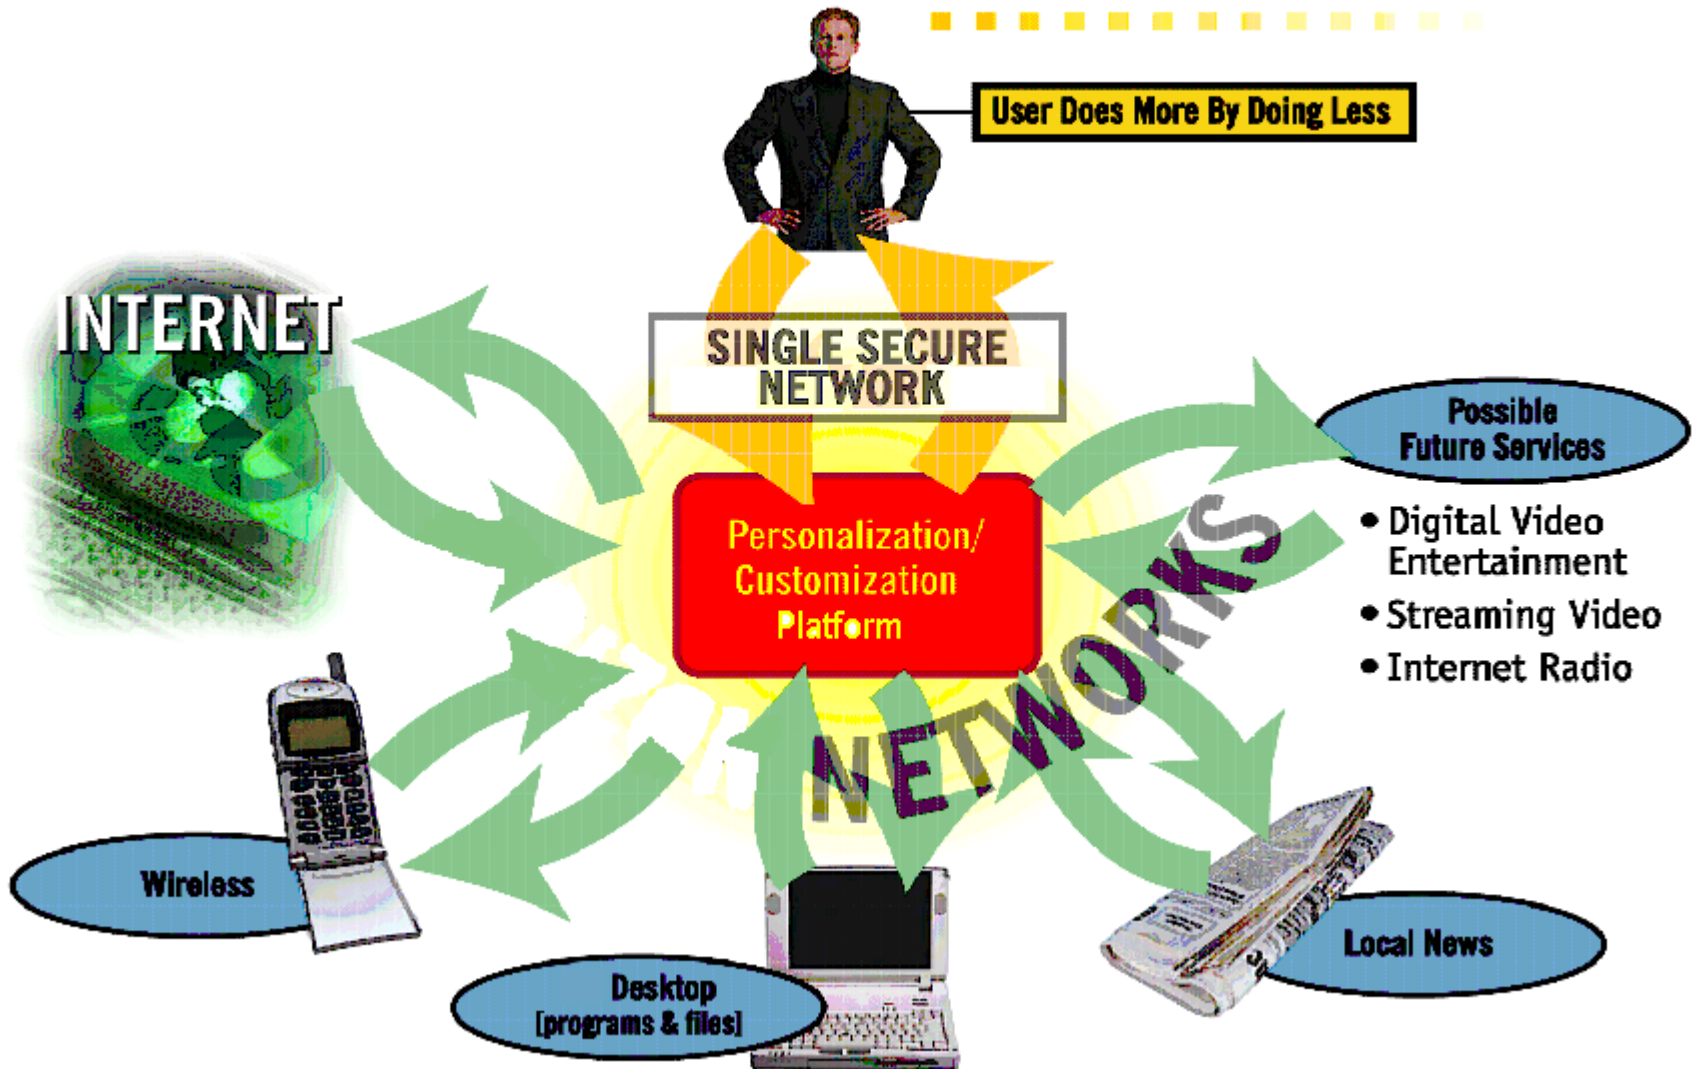 User Does More By Doing Less
INTERNET
SINGLE SECURE
NETWORK
Possible
Future Services
• Digital Video
Entertainment
• Streaming Video
• Internet Radio
Personalization/
Customization
Platform
NETWORKS
Wireless
Desktop
[programs & files]
Local News